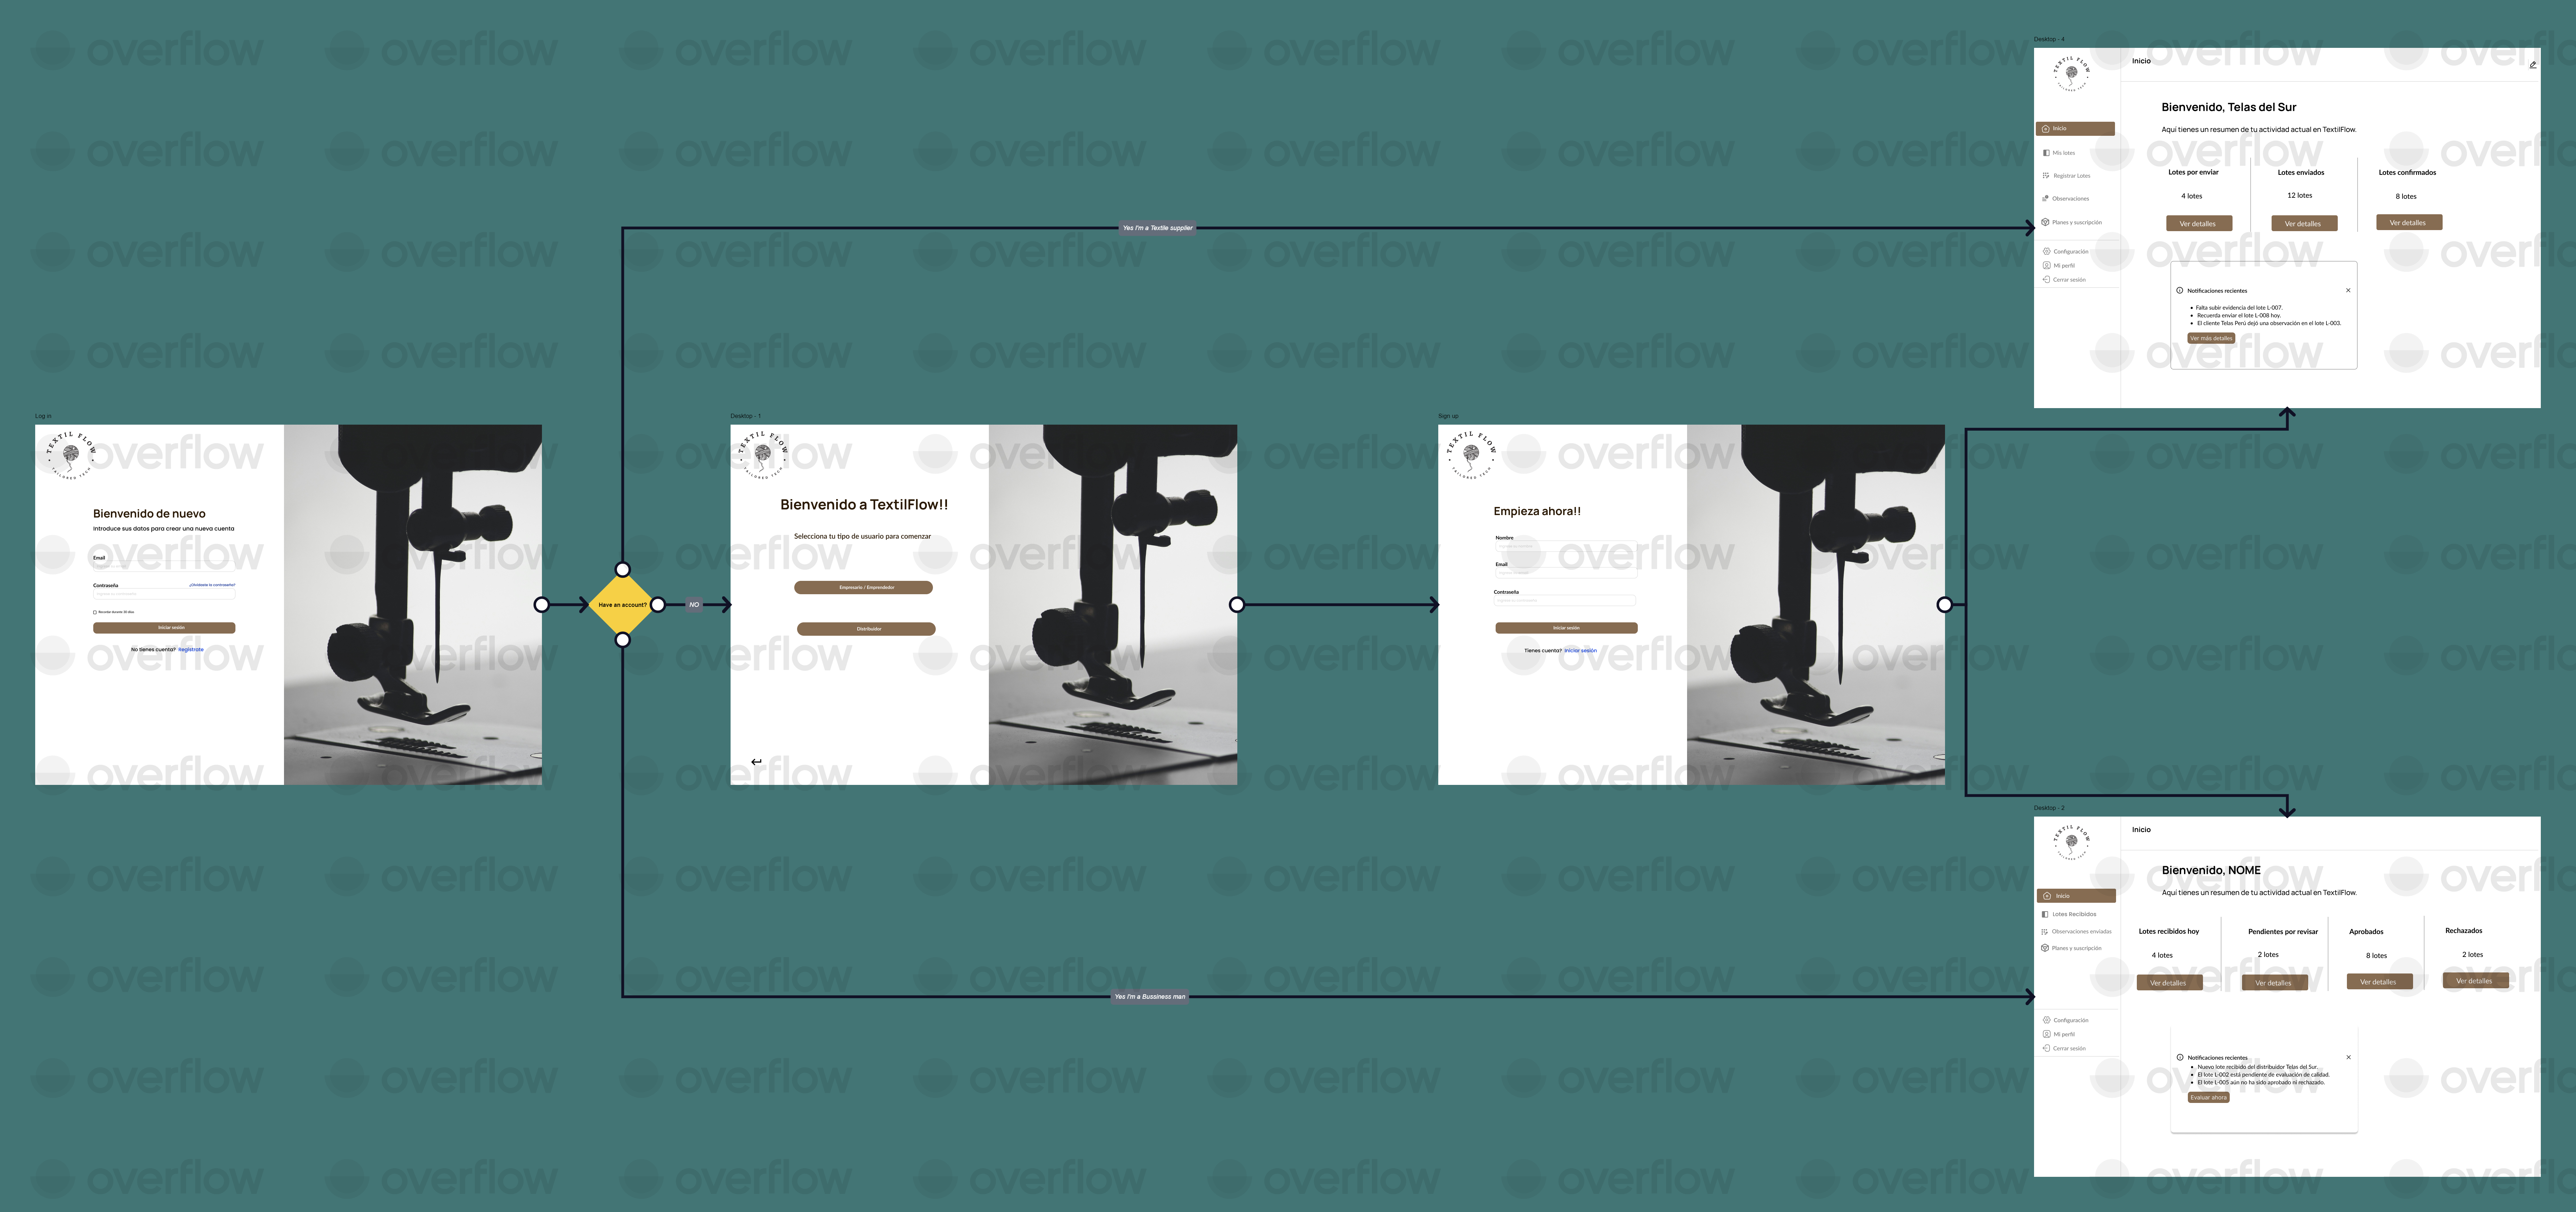 Log in
TEXTIL FLOW
TAILORED TECH
Bienvenido de nuevo
Introduce sus datos para crear una nueva cuenta
Email
Contraseña
¿Olvidaste la contraseña?
Iniciar sesión
No tienes cuenta? Regístrate
Have an account?
NO
Yes I'm a Textile supplier
Yes I'm a Bussiness man
Desktop - 1
TEXTIL FLOW
TAILORED TECH
Bienvenido a TextilFlow!!
Selecciona tu tipo de usuario para comenzar
Empresario / Emprendedor
Distribuidor
Sign up
TEXTIL FLOW
TAILORED TECH
Empieza ahora!!
Nombre
Email
Contraseña
Iniciar sesión
Tienes cuenta? Iniciar sesión
Desktop - 4
TEXTIL FLOW
TAILORED TECH
Inicio
Inicio
Mis lotes
Registrar Lotes
Observaciones
Planes y suscripción
Configuración
Mi perfil
Cerrar sesión
Bienvenido, Telas del Sur
Aquí tienes un resumen de tu actividad actual en TextilFlow.
Lotes por enviar
4 lotes
Ver detalles
Lotes enviados
12 lotes
Ver detalles
Lotes confirmados
8 lotes
Ver detalles
Notificaciones recientes
Falta subir evidencia del lote L-007.
Recuerda enviar el lote L-008 hoy.
El cliente Telas Perú dejó una observación en el lote L-003.
Ver más detalles
Desktop - 2
TEXTIL FLOW
TAILORED TECH
Inicio
Inicio
Lotes Recibidos
Observaciones enviadas
Planes y suscripción
Configuración
Mi perfil
Cerrar sesión
Bienvenido, NOME
Aquí tienes un resumen de tu actividad actual en TextilFlow.
Lotes recibidos hoy
4 lotes
Ver detalles
Pendientes por revisar
2 lotes
Ver detalles
Aprobados
8 lotes
Ver detalles
Rechazados
2 lotes
Ver detalles
Notificaciones recientes
Nuevo lote recibido del distribuidor Telas del Sur.
El lote L-002 está pendiente de evaluación de calidad.
El lote L-005 aún no ha sido aprobado ni rechazado.
Evaluar ahora
overflow